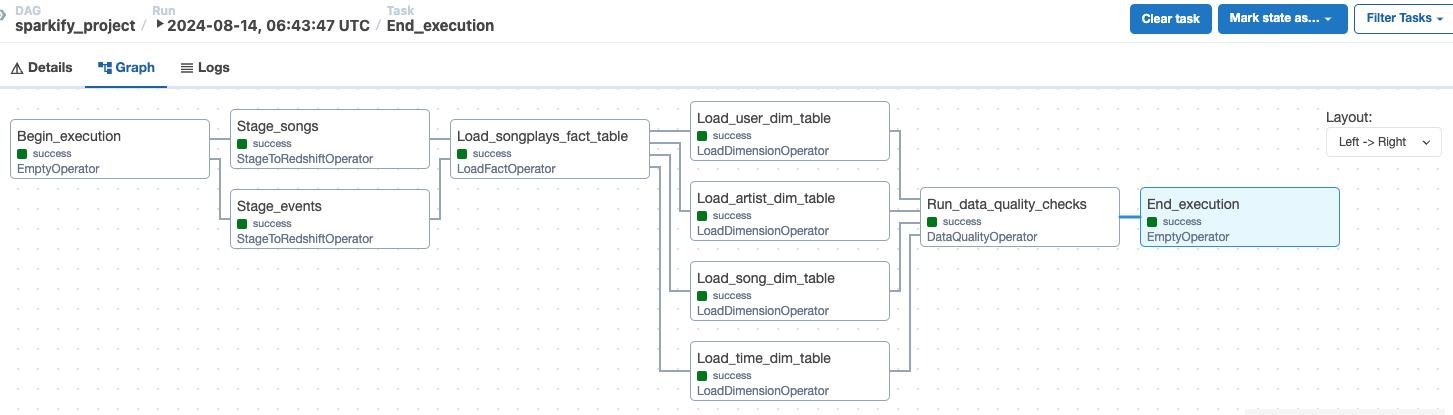 DAG
sparkify_project
/
Run
2024-08-14, 06:43:47 UTC
/
Task
End_execution
Clear task
Mark state as...
Filter Tasks
Details
Graph
Logs
Begin_execution
success
EmptyOperator
Stage_songs
success
StageToRedshiftOperator
Stage_events
success
StageToRedshiftOperator
Load_songplays_fact_table
success
LoadFactOperator
Load_user_dim_table
success
LoadDimensionOperator
Load_artist_dim_table
success
LoadDimensionOperator
Load_song_dim_table
success
LoadDimensionOperator
Load_time_dim_table
success
LoadDimensionOperator
Run_data_quality_checks
success
DataQualityOperator
End_execution
success
EmptyOperator
Layout:
Left -> Right